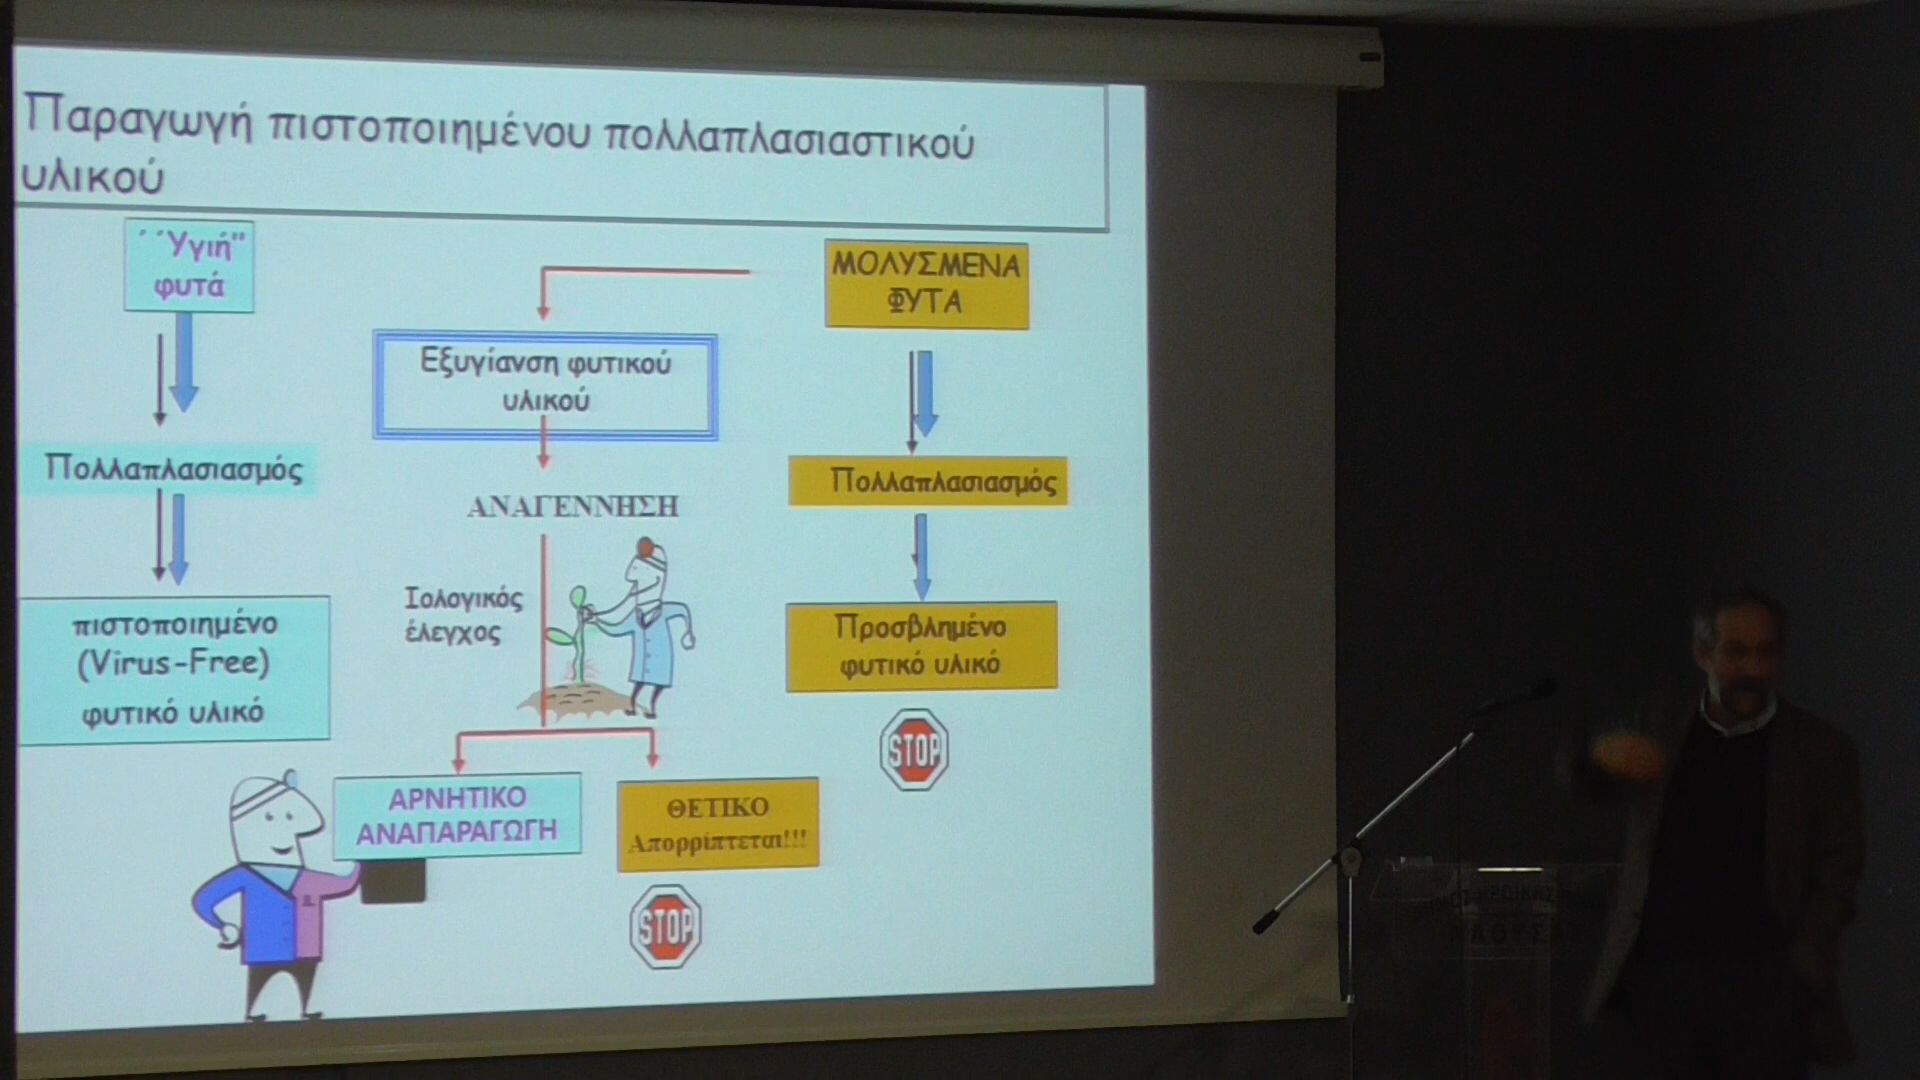 Παραγωγή πιστοποιημένου πολλαπλασιαστικού
υλικού
΄΄Υγιή"
φυτά
ΜΟΛΥΣΜΕΝΑ
ΦΥΤΑ
Εξυγίανση φυτικού
υλικού
Πολλαπλασιασμός
ΑΝΑΓΕΝΝΗΣΗ
Πολλαπλασιασμός
Ιολογικός
έλεγχος
πιστοποιημένο
(Virus-Free)
φυτικό υλικό
Προσβλημένο
φυτικό υλικό
STOP
ΑΡΝΗΤΙΚΟ
ΑΝΑΠΑΡΑΓΩΓΗ
ΘΕΤΙΚΟ
Απορρίπτεται!!!
STOP
ΝΑΟΥΣΑΣ